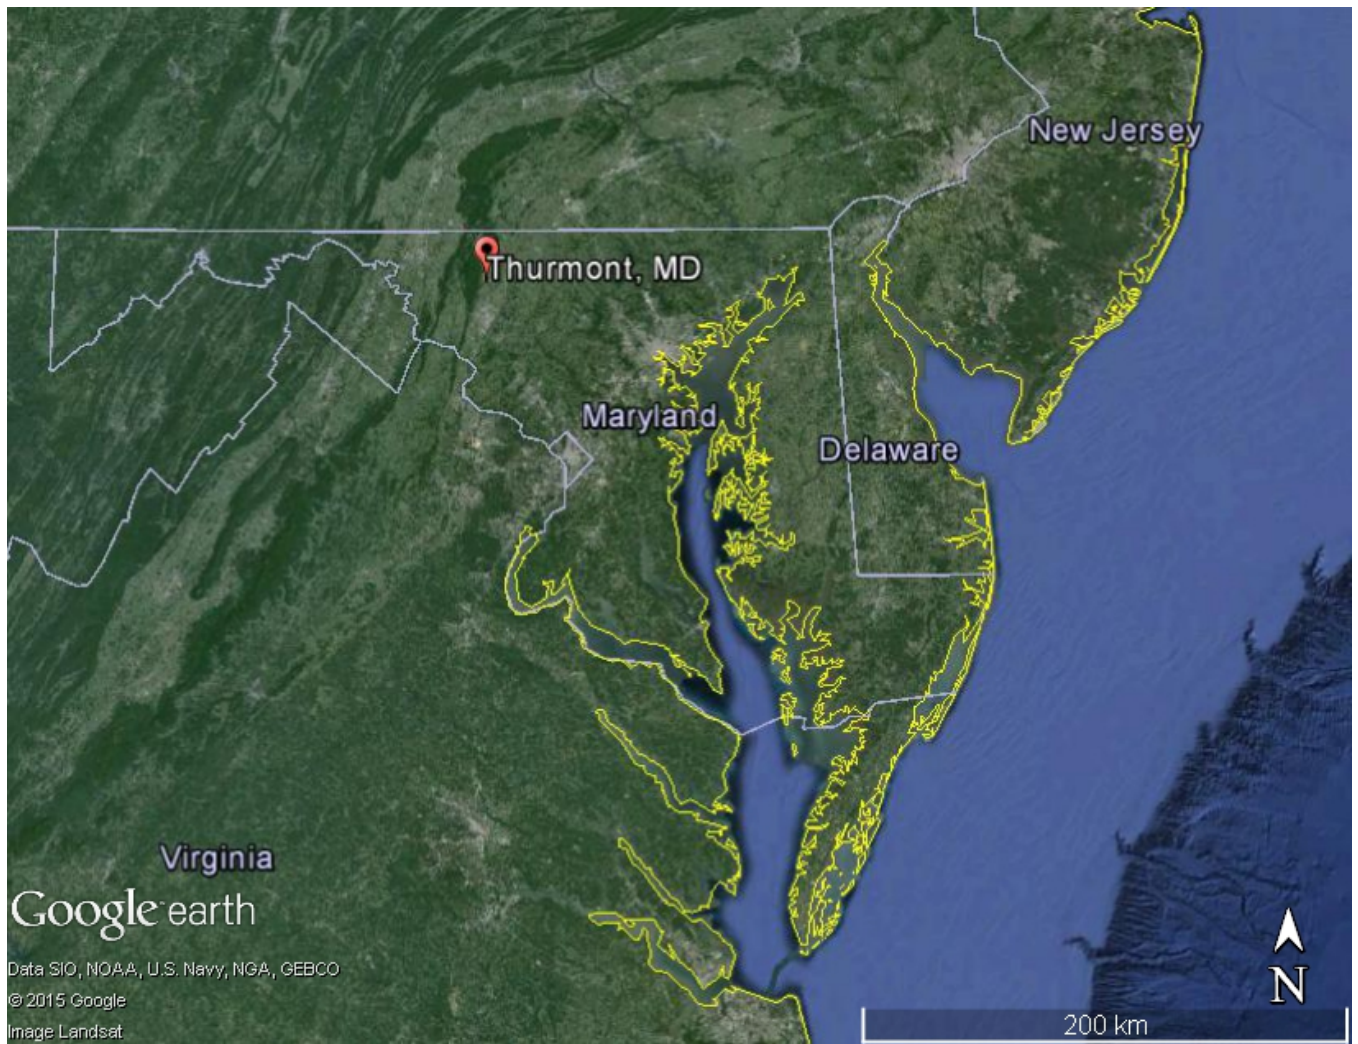 New Jersey
Thurmont, MD
Maryland
Delaware
Virginia
Google earth
Data SIO, NOAA, U.S. Navy, NGA, GEBCO
© 2015 Google
Image Landsat
N
200 km